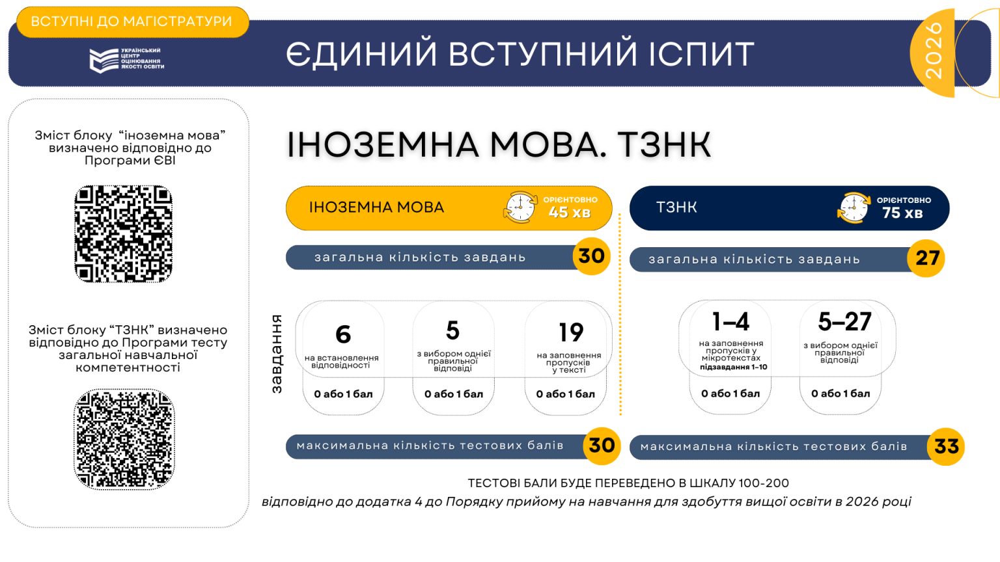 ВСТУПНІ ДО МАГІСТРАТУРИ
УКРАЇНСЬКИЙ
ЦЕНТР
ОЦІНЮВАННЯ
ЯКОСТІ ОСВІТИ
ЄДИНИЙ ВСТУПНИЙ ІСПИТ
2026
Зміст блоку “іноземна мова”
визначено відповідно до
Програми ЄВІ
Зміст блоку “ТЗНК” визначено
відповідно до Програми тесту
загальної навчальної
компетентності
ІНОЗЕМНА МОВА. ТЗНК
ІНОЗЕМНА МОВА
ОРІЄНТОВНО
45 хв
загальна кількість завдань
30
завдання
6
на встановлення
відповідності
0 або 1 бал
5
з вибором однієї
правильної
відповіді
0 або 1 бал
19
на заповнення
пропусків
у тексті
0 або 1 бал
максимальна кількість тестових балів
30
ТЗНК
ОРІЄНТОВНО
75 хв
загальна кількість завдань
27
1–4
на заповнення
пропусків у
мікротекстах
підзавдання 1–10
0 або 1 бал
5–27
з вибором однієї
правильної
відповіді
0 або 1 бал
максимальна кількість тестових балів
33
ТЕСТОВІ БАЛИ БУДЕ ПЕРЕВЕДЕНО В ШКАЛУ 100-200
відповідно до додатка 4 до Порядку прийому на навчання для здобуття вищої освіти в 2026 році